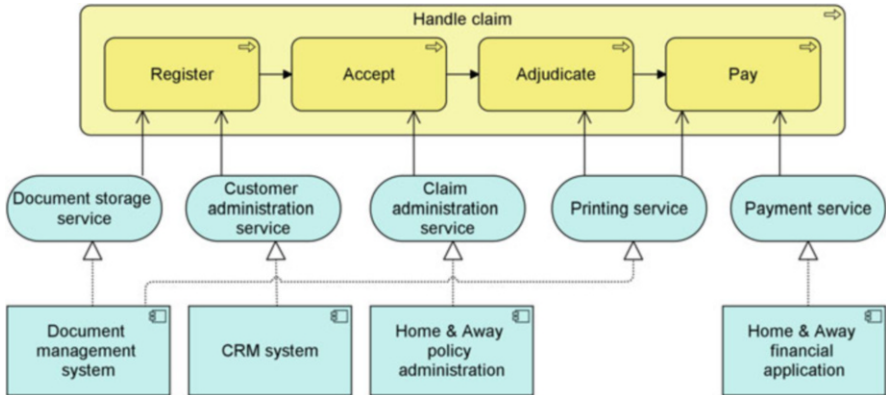 Handle claim
Register
Accept
Adjudicate
Pay
Document storage
service
Customer
administration
service
Claim
administration
service
Printing service
Payment service
Document
management
system
CRM system
Home & Away
policy
administration
Home & Away
financial
application